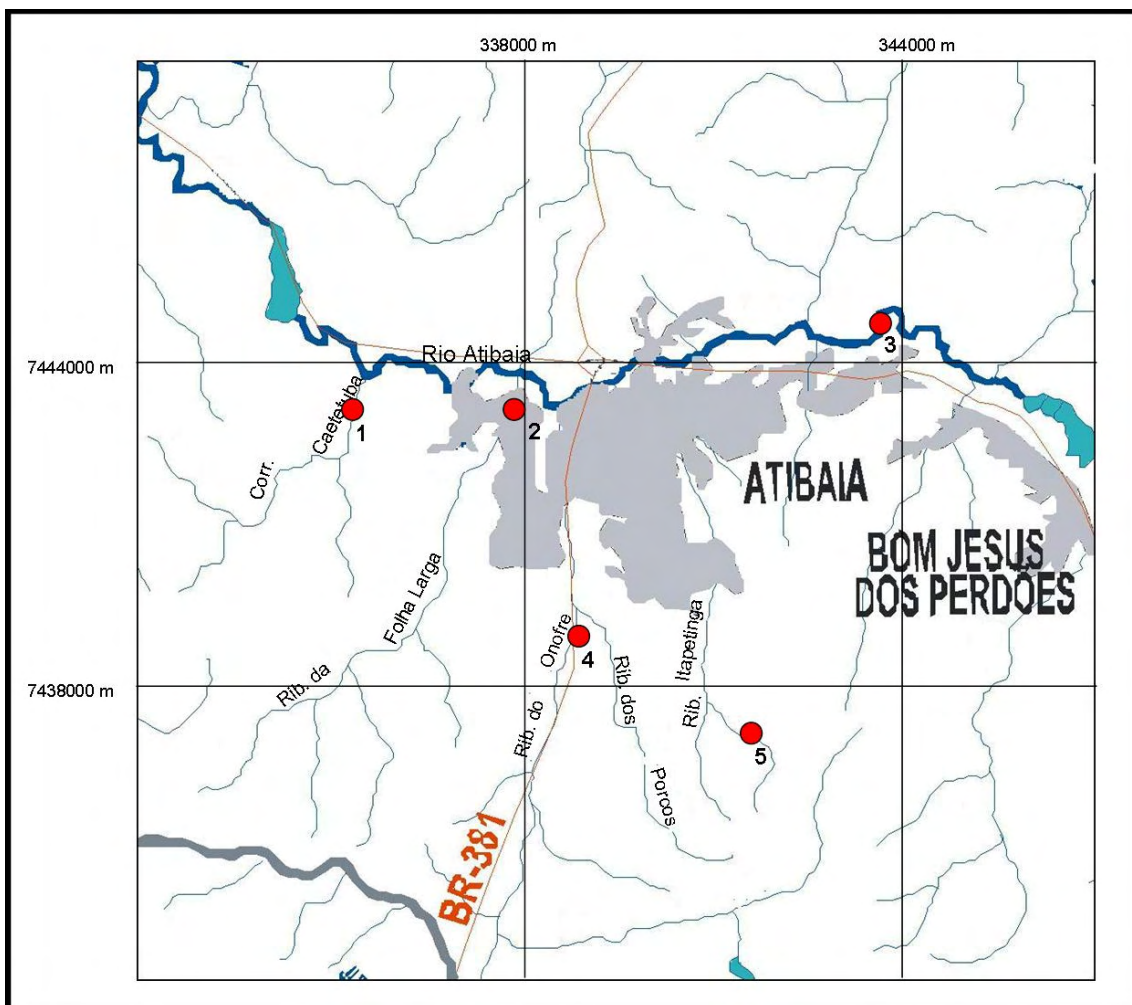 338000 m
344000 m
Rio Atibaia
7444000 m
3
Corr. Caetetuba
1
2
ATIBAIA
BOM JESUS
DOS PERDÕES
Rib. da Folha Larga
Rib. do Onofre
4
Rib. dos Porcos
Rib. Itapetinga
7438000 m
5
BR-381